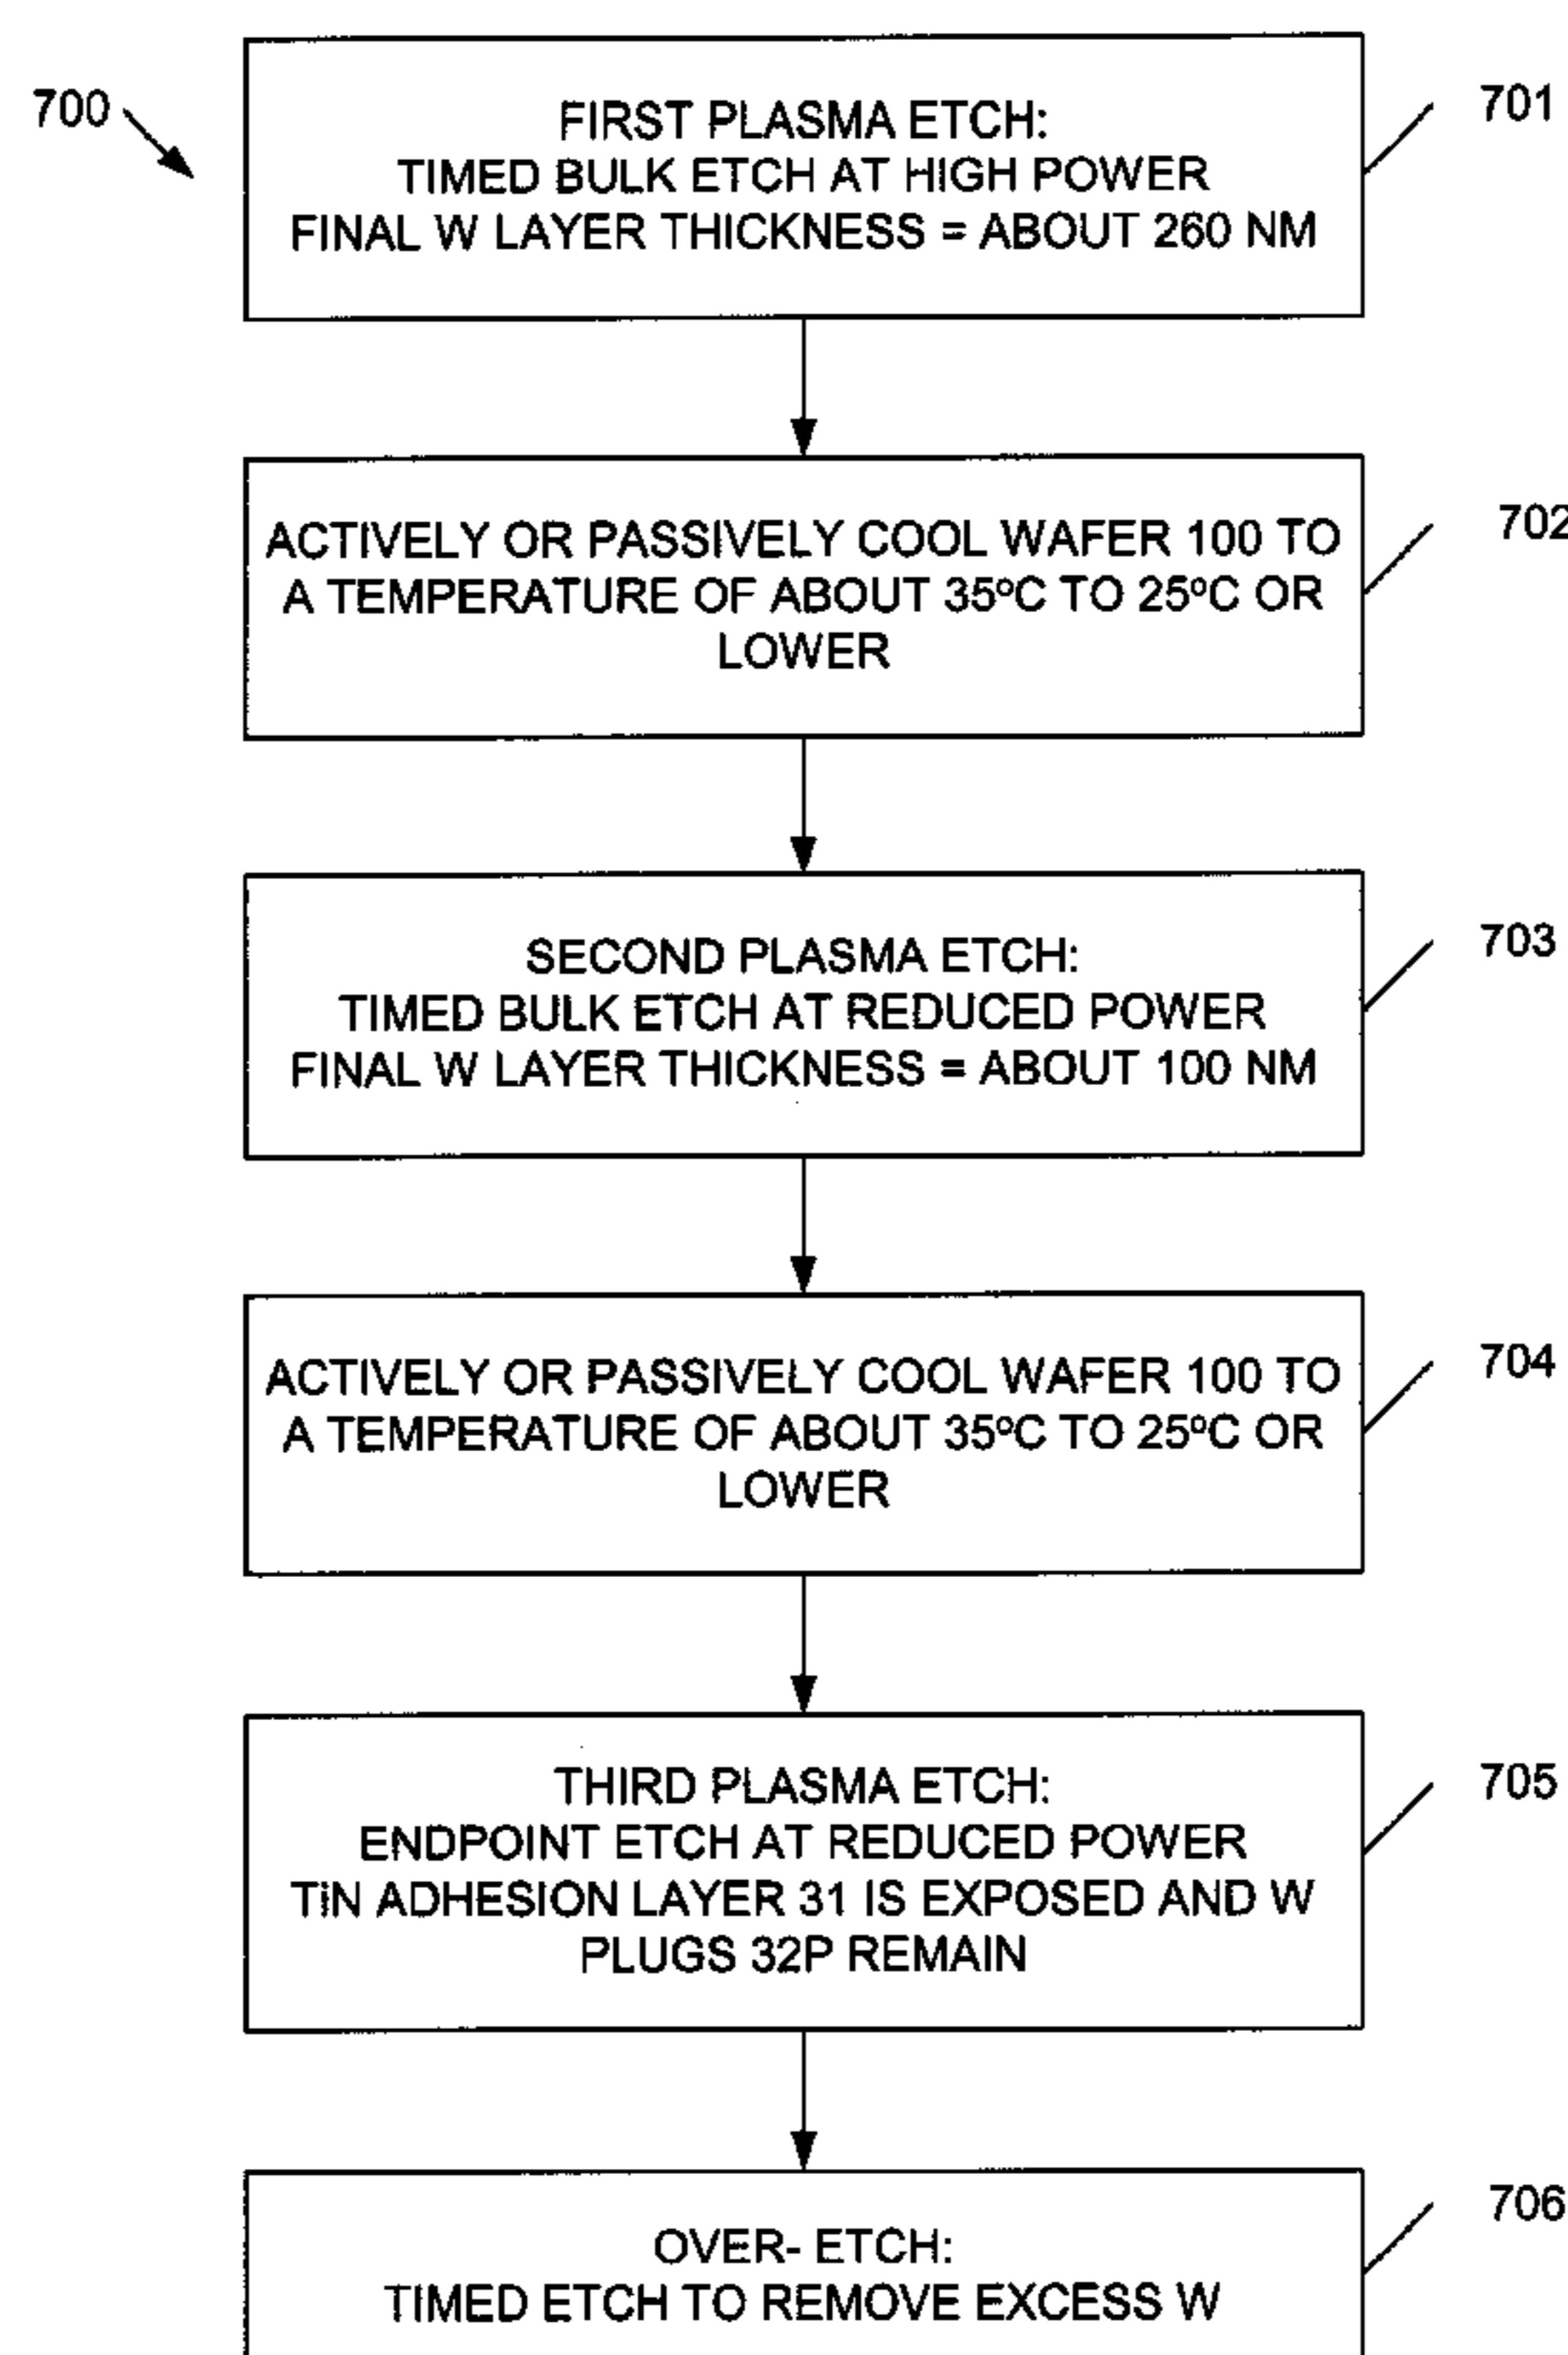 700
FIRST PLASMA ETCH:
TIMED BULK ETCH AT HIGH POWER
FINAL W LAYER THICKNESS = ABOUT 260 NM
701
ACTIVELY OR PASSIVELY COOL WAFER 100 TO
A TEMPERATURE OF ABOUT 35ºC TO 25ºC OR
LOWER
702
SECOND PLASMA ETCH:
TIMED BULK ETCH AT REDUCED POWER
FINAL W LAYER THICKNESS = ABOUT 100 NM
703
ACTIVELY OR PASSIVELY COOL WAFER 100 TO
A TEMPERATURE OF ABOUT 35ºC TO 25ºC OR
LOWER
704
THIRD PLASMA ETCH:
ENDPOINT ETCH AT REDUCED POWER
TiN ADHESION LAYER 31 IS EXPOSED AND W
PLUGS 32P REMAIN
705
OVER- ETCH:
TIMED ETCH TO REMOVE EXCESS W
706